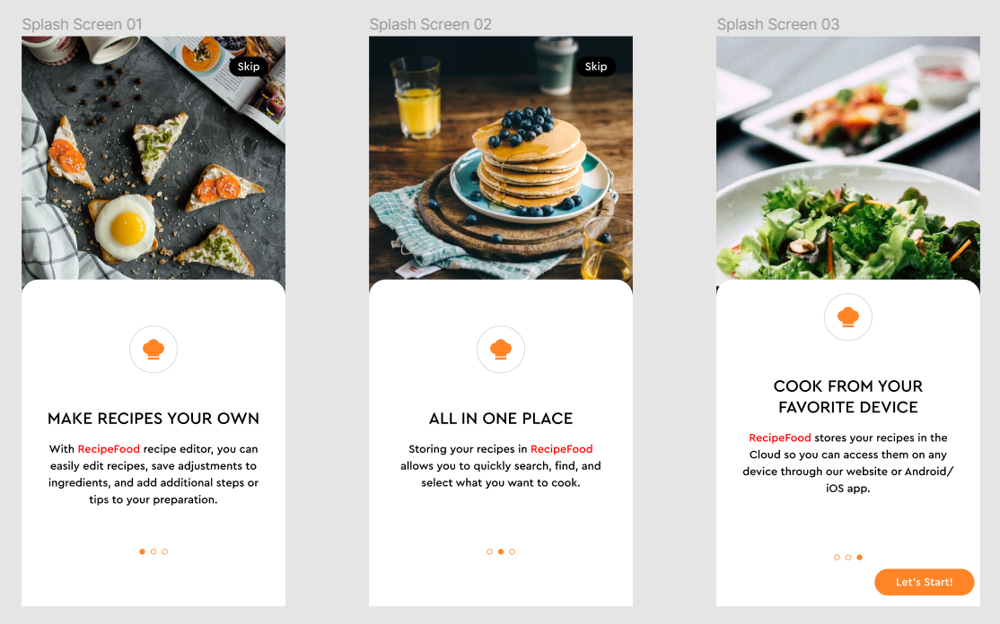 Splash Screen 01
Skip
MAKE RECIPES YOUR OWN
With RecipeFood recipe editor, you can
easily edit recipes, save adjustments to
ingredients, and add additional steps or
tips to your preparation.
Splash Screen 02
Skip
ALL IN ONE PLACE
Storing your recipes in RecipeFood
allows you to quickly search, find, and
select what you want to cook.
Splash Screen 03
COOK FROM YOUR
FAVORITE DEVICE
RecipeFood stores your recipes in the
Cloud so you can access them on any
device through our website or Android/
iOS app.
Let's Start!